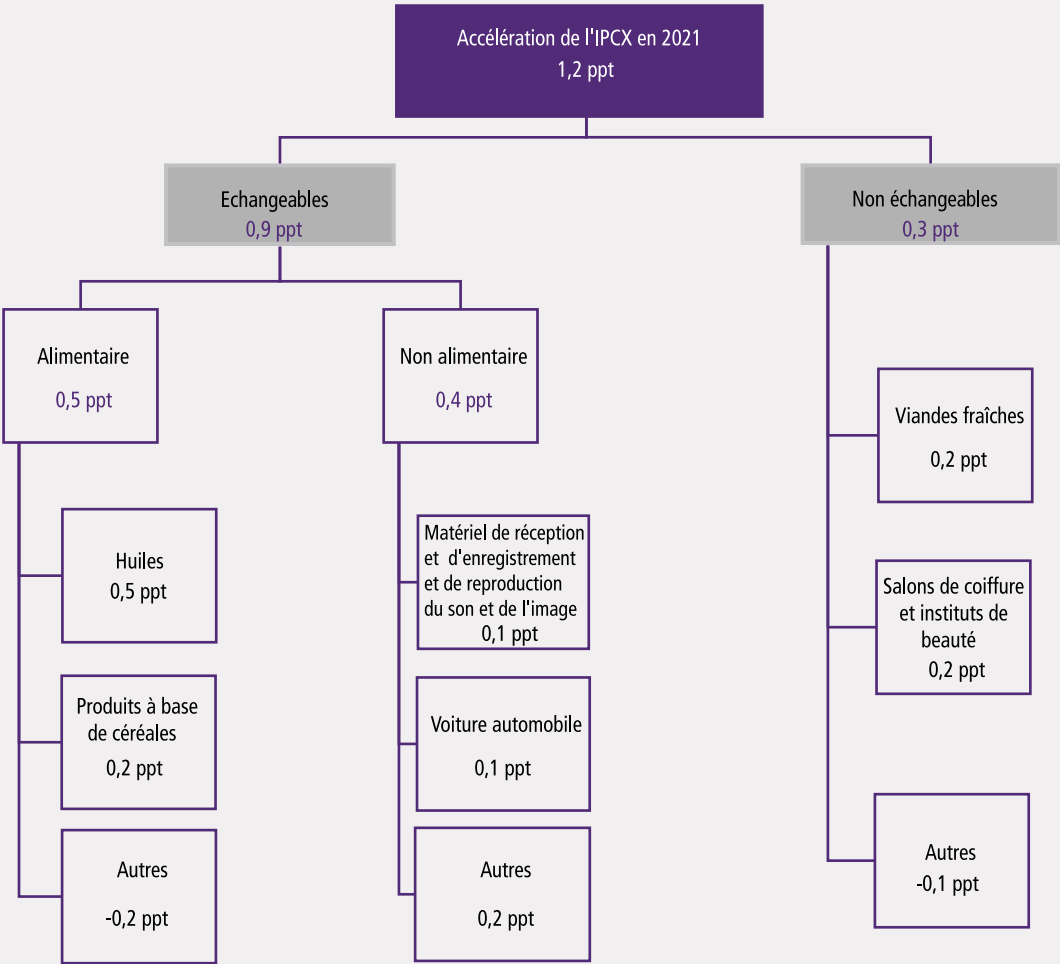 Accélération de l'IPCX en 2021
1,2 ppt
Echangeables
0,9 ppt
Non échangeables
0,3 ppt
Alimentaire
0,5 ppt
Non alimentaire
0,4 ppt
Huiles
0,5 ppt
Produits à base
de céréales
0,2 ppt
Autres
-0,2 ppt
Matériel de réception
et d'enregistrement
et de reproduction
du son et de l'image
0,1 ppt
Voiture automobile
0,1 ppt
Autres
0,2 ppt
Viandes fraîches
0,2 ppt
Salons de coiffure
et instituts de
beauté
0,2 ppt
Autres
-0,1 ppt